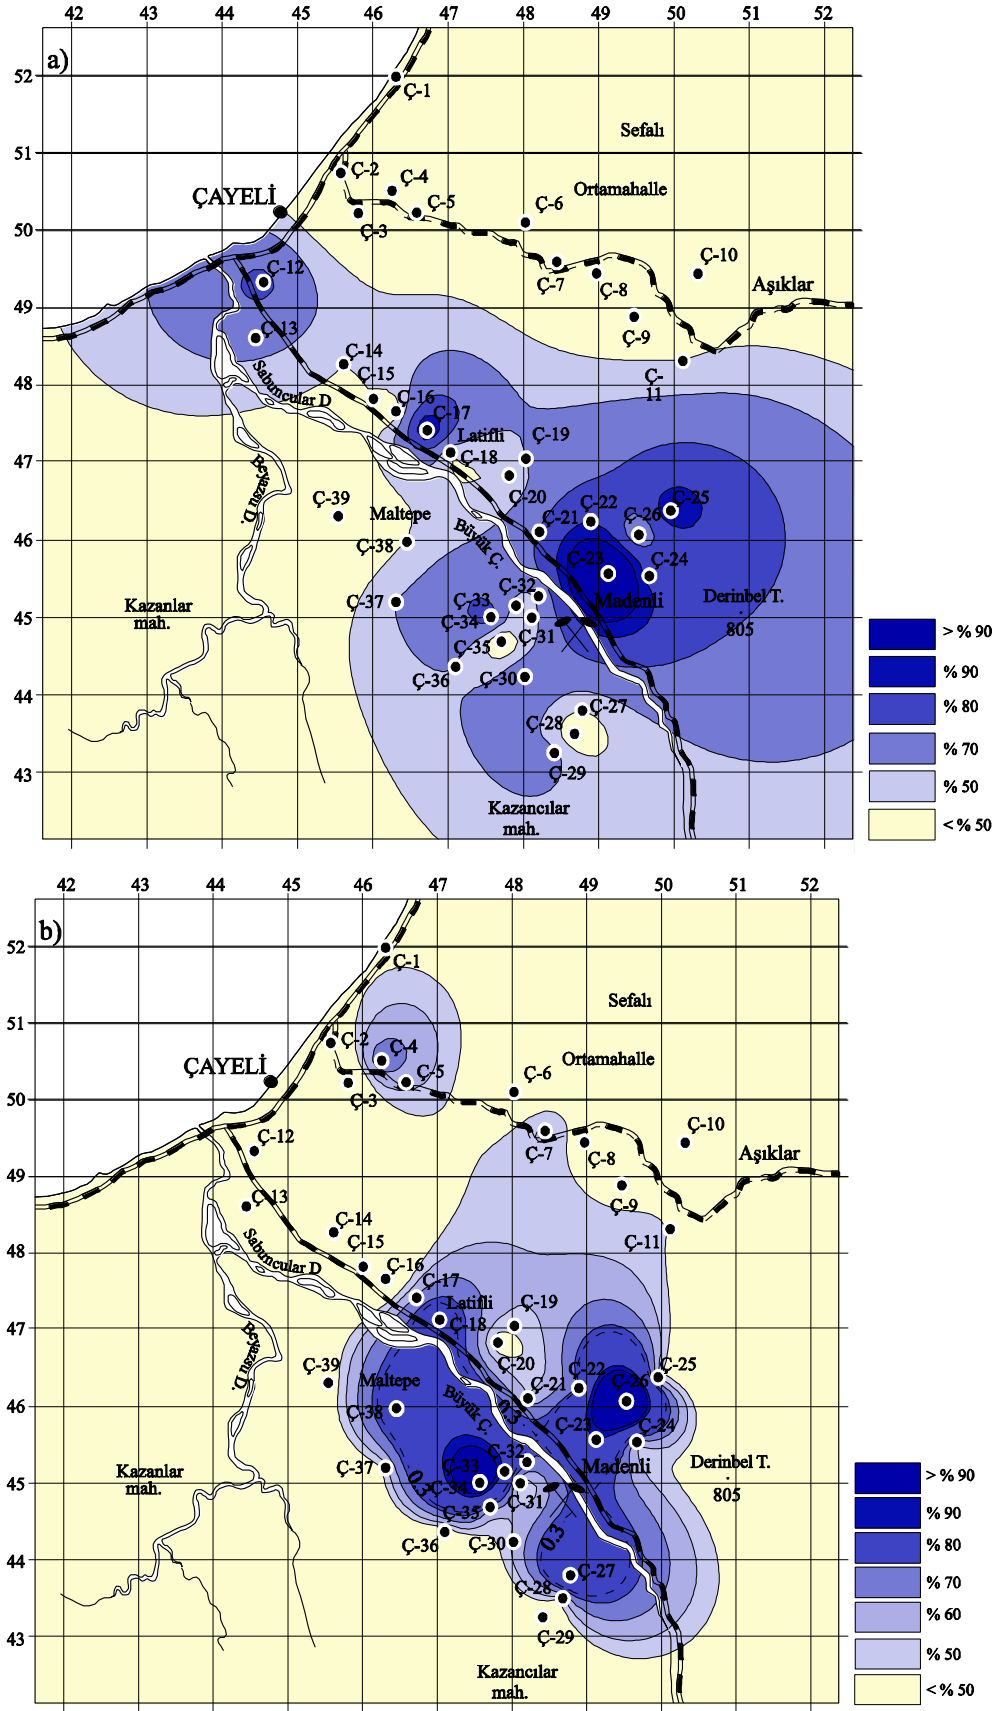 42 43 44 45 46 47 48 49 50 51 52
a)
52
Ç-1
Sefalı
51
Ç-2
Ç-4
Ortamahalle
ÇAYELİ
Ç-5
Ç-6
Ç-3
50
Ç-10
Ç-12
Ç-7
Ç-8
Aşıklar
49
Ç-13
Ç-9
Ç-14
Ç-15
Ç-11
48
Sabuncular D
Ç-16
Ç-17
Latifli
Ç-19
47
Ç-18
Beyazsu D.
Ç-39
Maltepe
Ç-20
Ç-22
Ç-25
Ç-21
Ç-26
Büyük Ç.
46
Ç-38
Ç-23
Ç-24
Ç-32
Ç-37
Ç-33
Madenli
Derinbel T.
805
Kazanlar
mah.
45
Ç-34
Ç-31
Ç-35
Ç-36
Ç-30
44
Ç-27
Ç-28
Ç-29
43
Kazancılar
mah.
> % 90
% 90
% 80
% 70
% 50
< % 50
42 43 44 45 46 47 48 49 50 51 52
b)
52
Ç-1
Sefalı
51
Ç-2
Ç-4
Ortamahalle
ÇAYELİ
Ç-5
Ç-6
Ç-3
50
Ç-10
Ç-12
Ç-7
Ç-8
Aşıklar
49
Ç-13
Ç-9
Ç-14
Ç-15
Ç-11
48
Sabuncular D
Ç-16
Ç-17
Latifli
Ç-19
47
Ç-18
Beyazsu D.
Ç-39
Maltepe
Ç-20
Ç-22
Ç-25
Ç-21
Ç-26
Büyük Ç.
0.3
46
Ç-38
Ç-23
Ç-24
Ç-32
Ç-37
Ç-33
Madenli
Derinbel T.
805
Kazanlar
mah.
45
0.3
Ç-34
Ç-31
Ç-35
Ç-36
Ç-30
0.3
44
Ç-27
Ç-28
Ç-29
43
Kazancılar
mah.
> % 90
% 90
% 80
% 70
% 60
% 50
< % 50